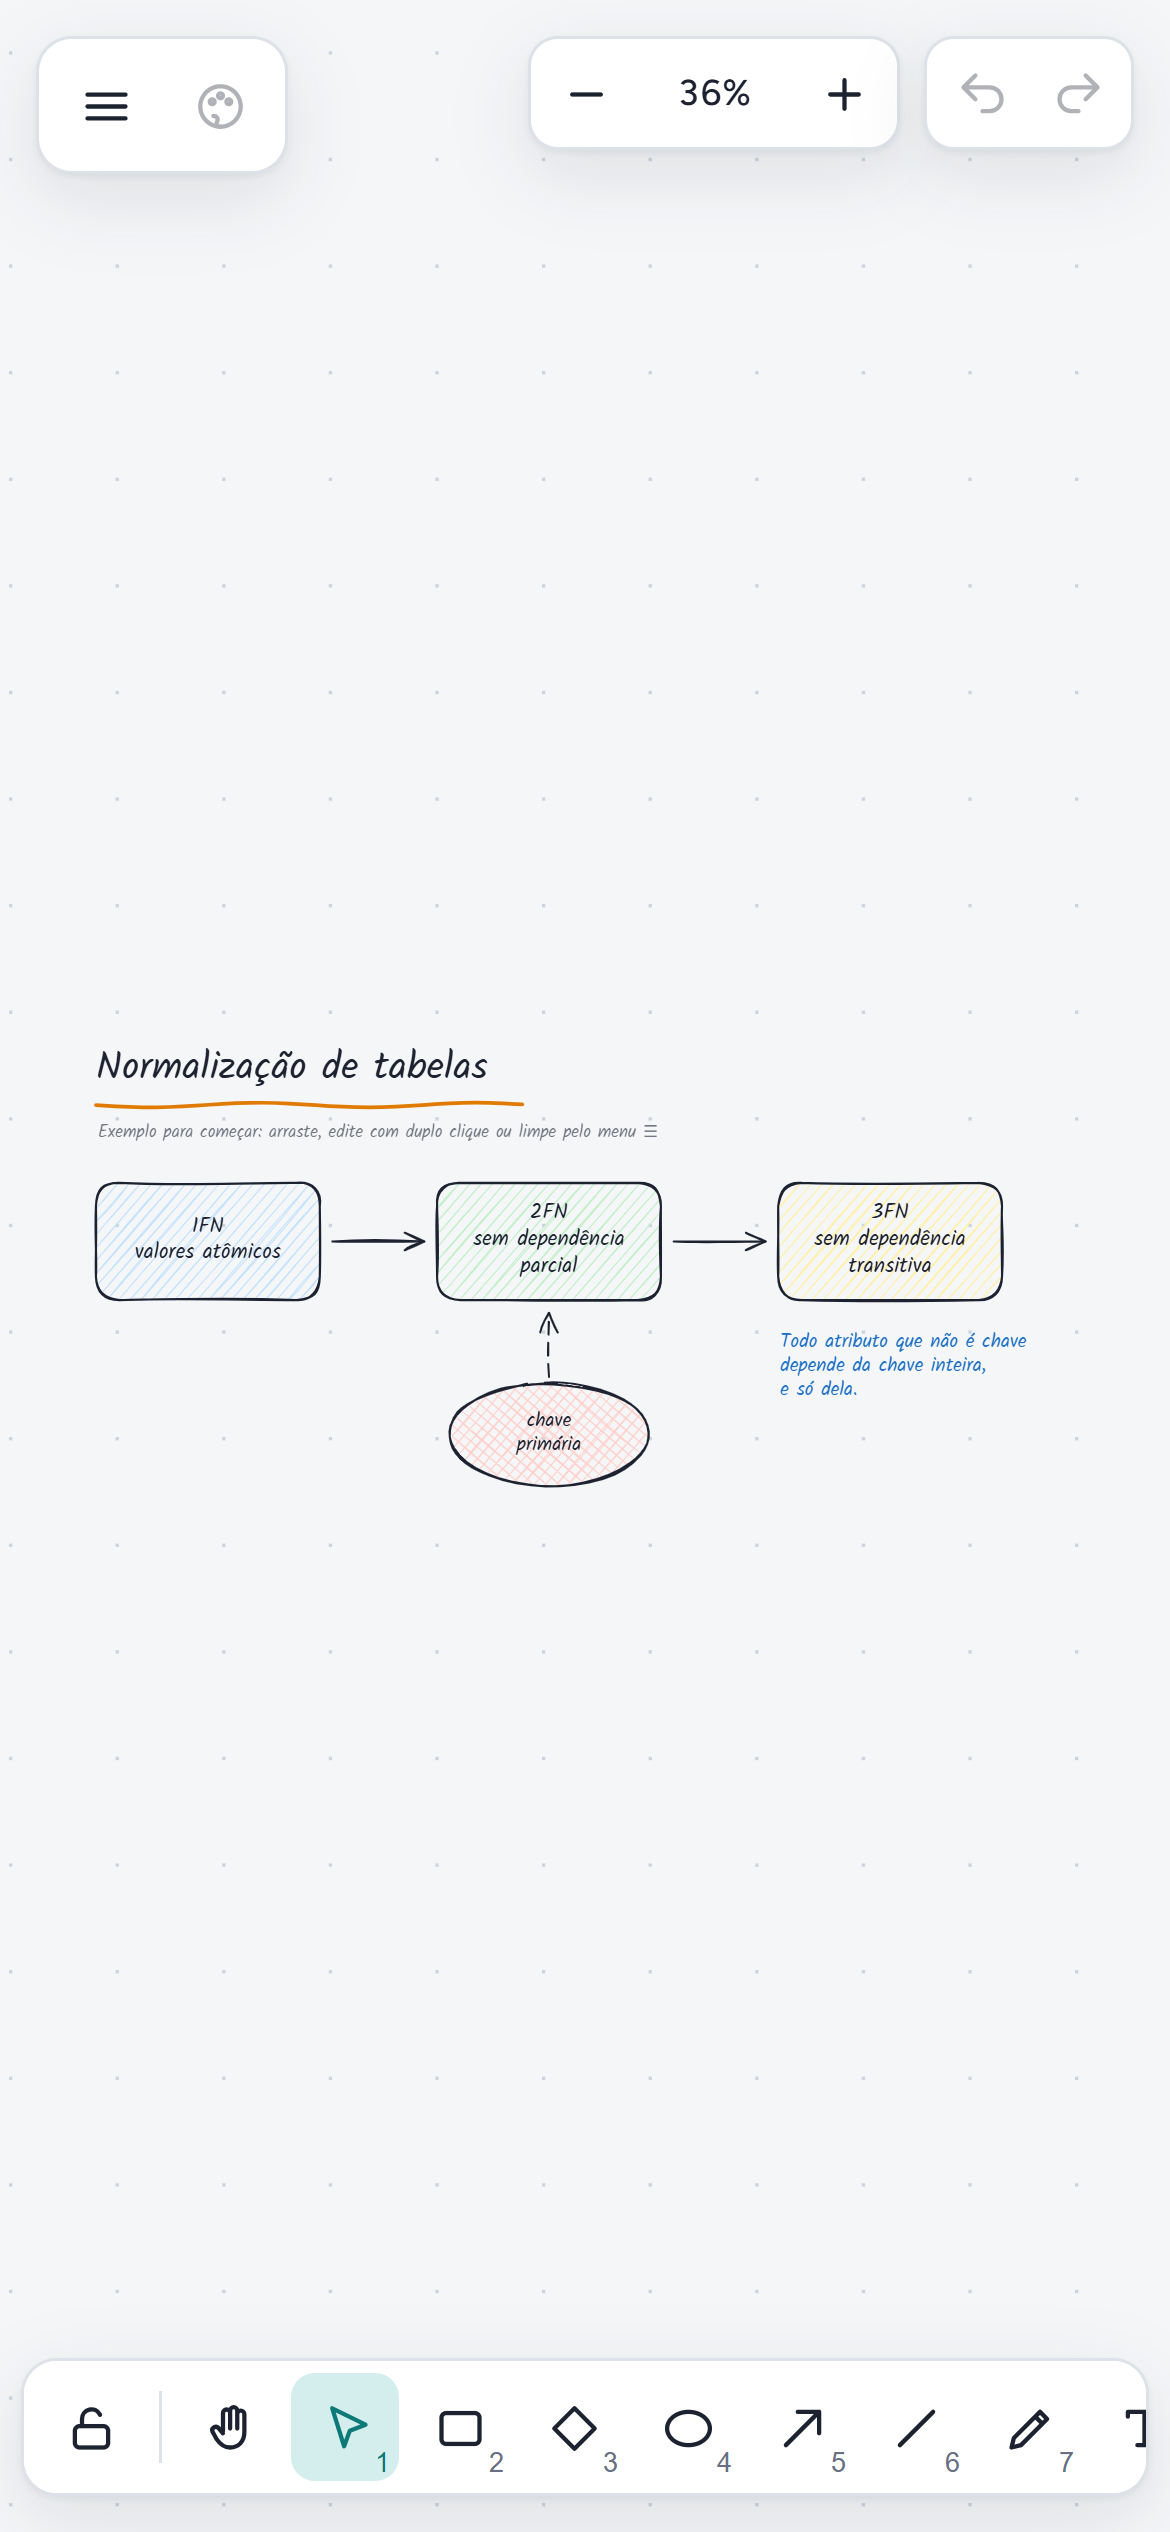 36%
Normalização de tabelas
Exemplo para começar: arraste, edite com duplo clique ou limpe pelo menu ☰
1FN
valores atômicos
2FN
sem dependência
parcial
3FN
sem dependência
transitiva
Todo atributo que não é chave
depende da chave inteira,
e só dela.
chave
primária
1
2
3
4
5
6
7